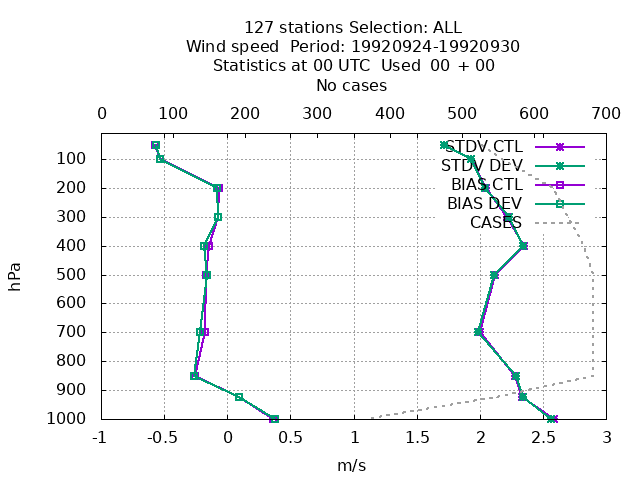 127 stations Selection: ALL
Wind speed  Period: 19920924-19920930
Statistics at 00 UTC  Used  00 + 00
No cases
0 100 200 300 400 500 600 700
STDV CTL
STDV DEV
BIAS CTL
BIAS DEV
CASES
100
200
300
400
500
600
700
800
900
1000
hPa
-1 -0.5 0 0.5 1 1.5 2 2.5 3
m/s